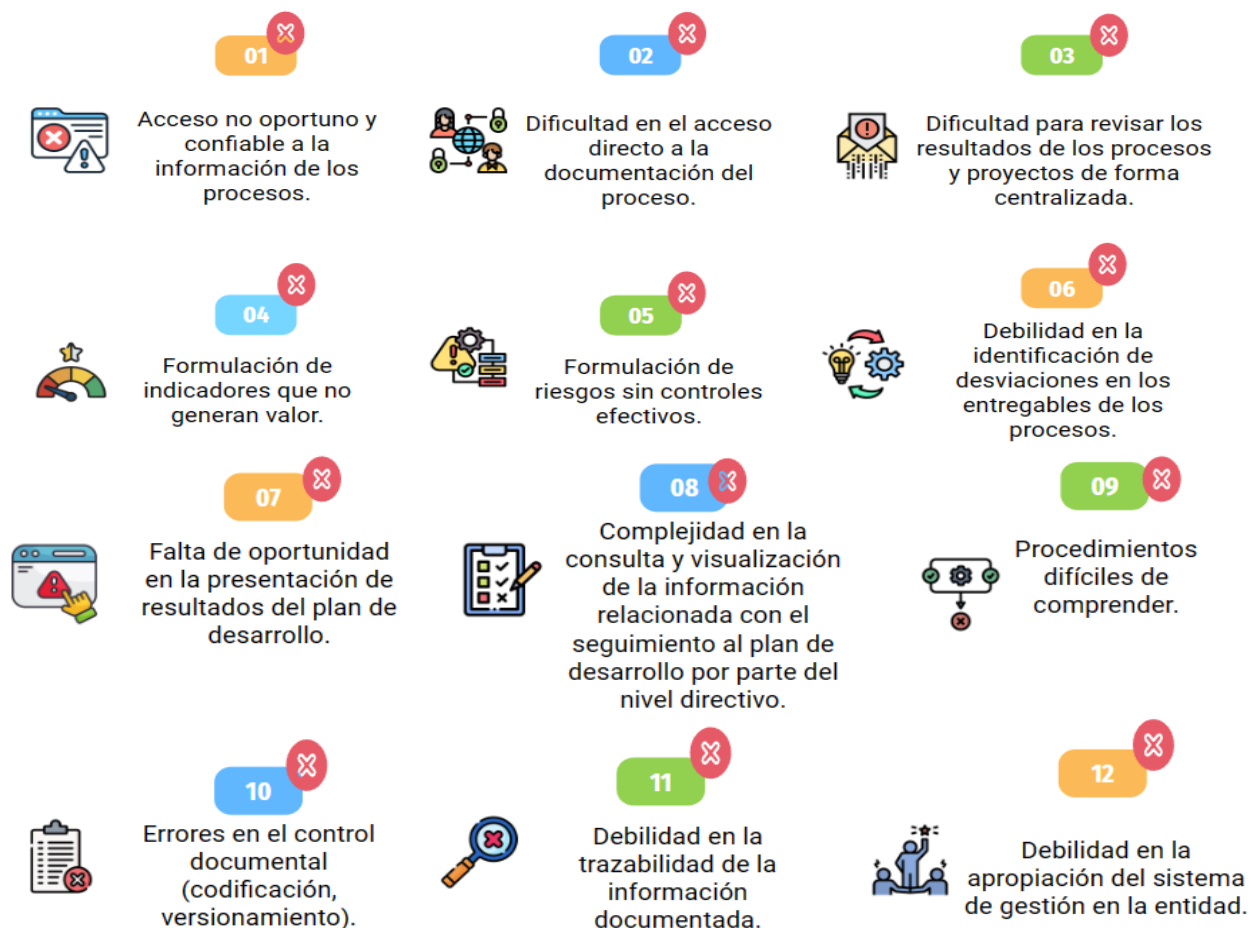 01
Acceso no oportuno y
confiable a la
información de los
procesos.
02
Dificultad en el acceso
directo a la
documentación del
proceso.
03
Dificultad para revisar los
resultados de los procesos
y proyectos de forma
centralizada.
04
Formulación de
indicadores que no
generan valor.
05
Formulación de
riesgos sin controles
efectivos.
06
Debilidad en la
identificación de
desviaciones en los
entregables de los
procesos.
07
Falta de oportunidad
en la presentación de
resultados del plan de
desarrollo.
08
Complejidad en la
consulta y visualización
de la información
relacionada con el
seguimiento al plan de
desarrollo por parte del
nivel directivo.
09
Procedimientos
difíciles de
comprender.
10
Errores en el control
documental
(codificación,
versionamiento).
11
Debilidad en la
trazabilidad de la
información
documentada.
12
Debilidad en la
apropiación del sistema
de gestión en la entidad.